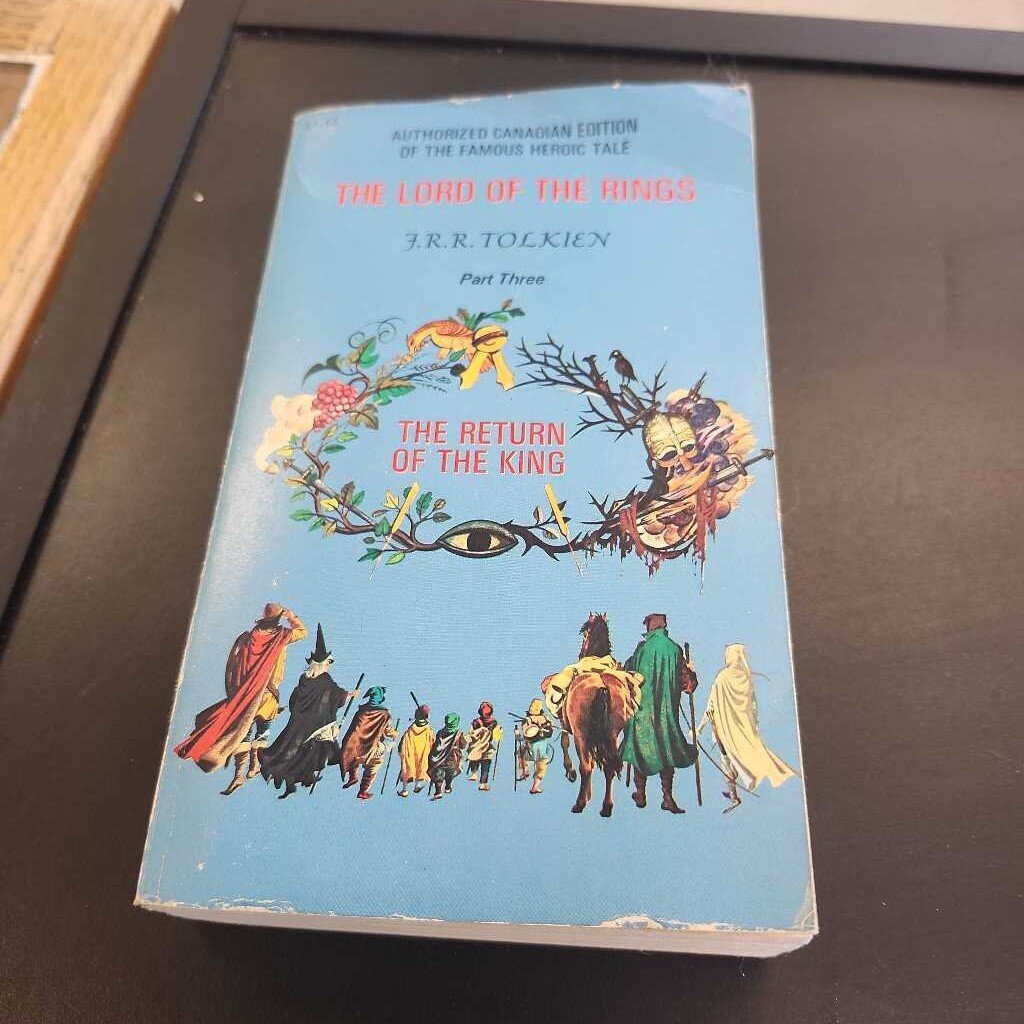 AUTHORIZED CANADIAN EDITION
OF THE FAMOUS HEROIC TALE
THE LORD OF THE RINGS
J.R.R. TOLKIEN
Part Three
THE RETURN
OF THE KING